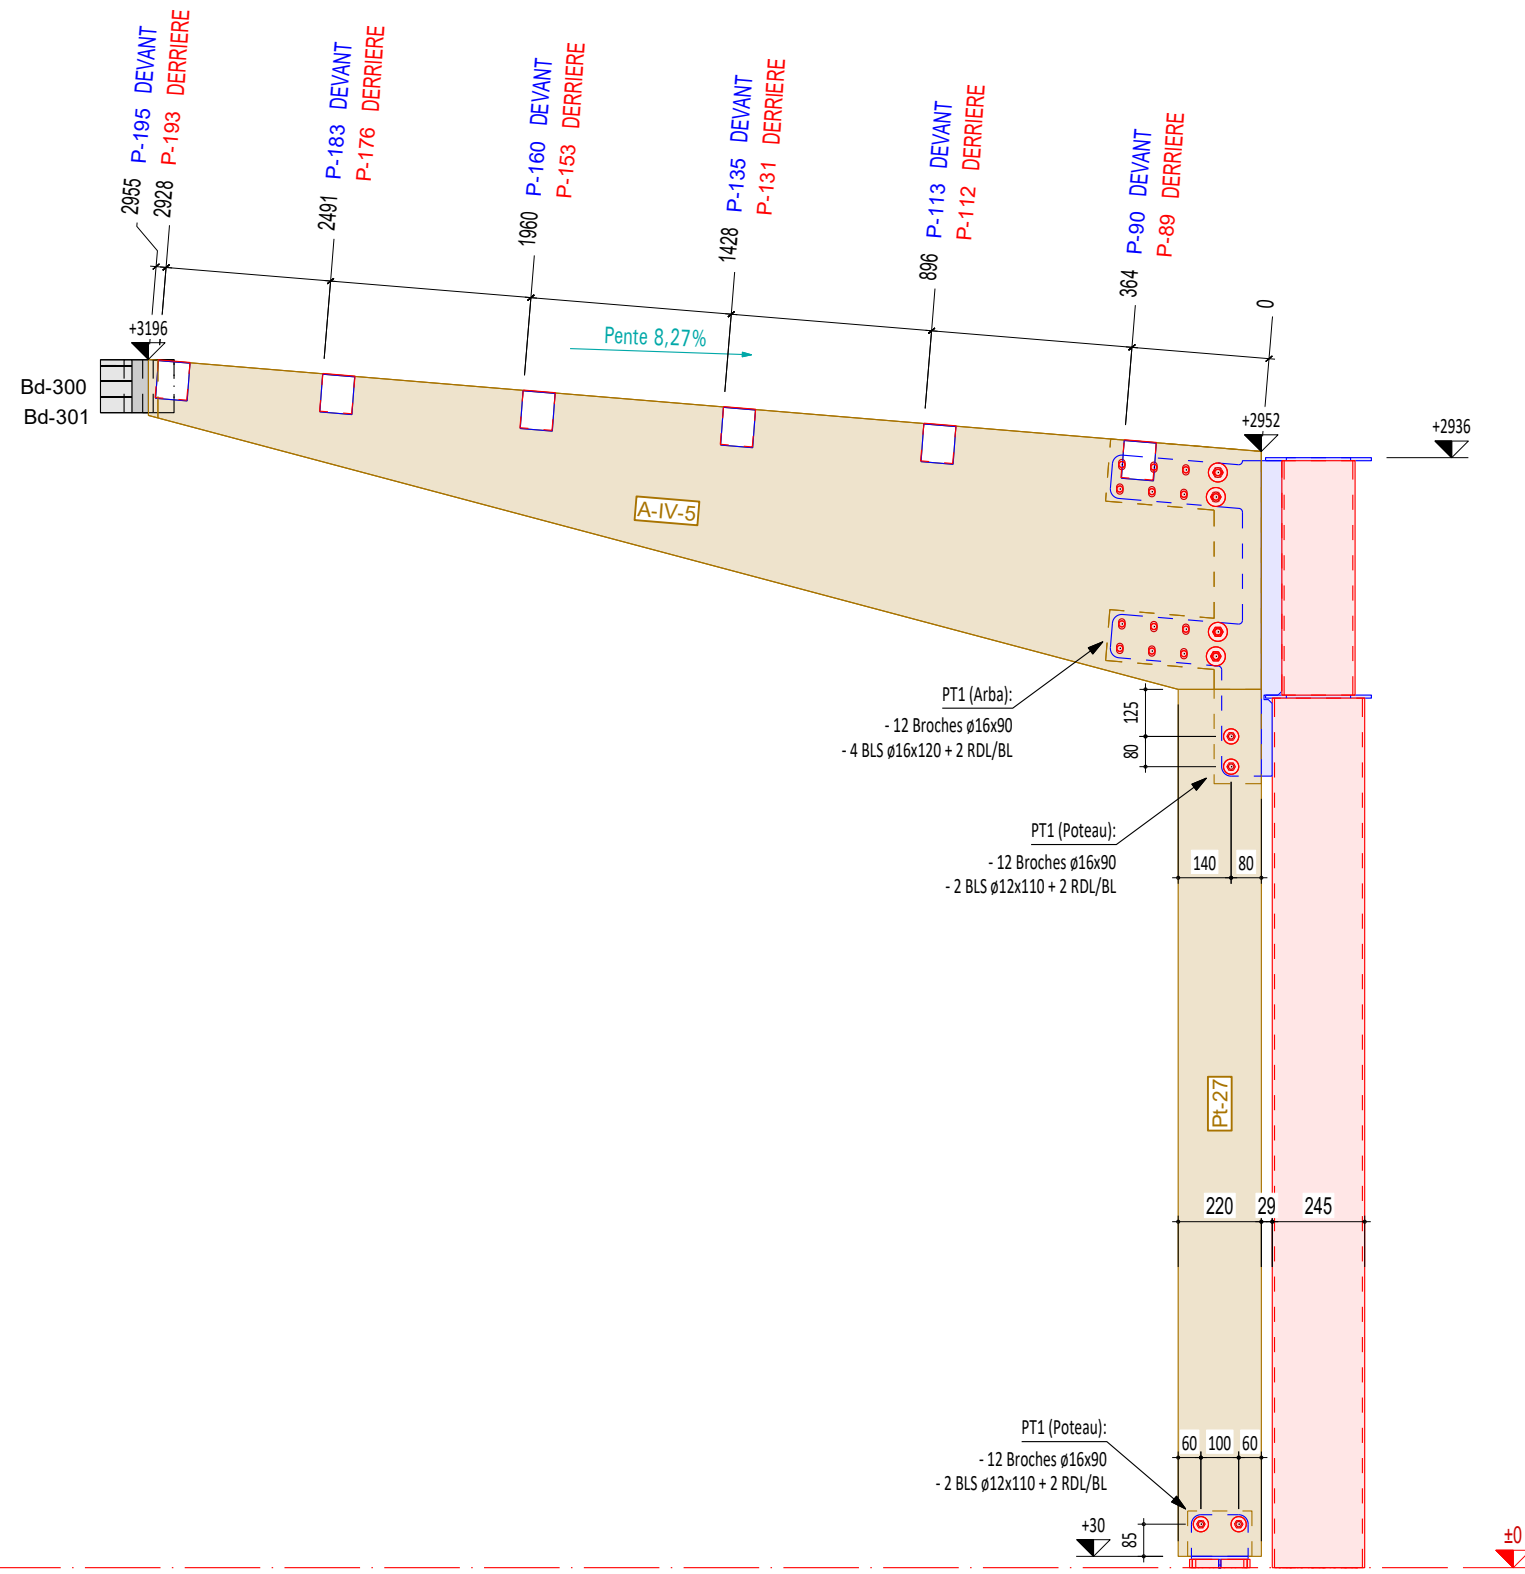 2955 P-195 DEVANT
2928 P-193 DERRIERE
2491 P-183 DEVANT
P-176 DERRIERE
1960 P-160 DEVANT
P-153 DERRIERE
1428 P-135 DEVANT
P-131 DERRIERE
896 P-113 DEVANT
P-112 DERRIERE
364 P-90 DEVANT
P-89 DERRIERE
0
+3196
Pente 8,27%
Bd-300
Bd-301
+2952
+2936
A-IV-5
PT1 (Arba):
- 12 Broches ø16x90
- 4 BLS ø16x120 + 2 RDL/BL
125
80
PT1 (Poteau):
- 12 Broches ø16x90
- 2 BLS ø12x110 + 2 RDL/BL
140 80
Pt-27
220 29 245
PT1 (Poteau):
- 12 Broches ø16x90
- 2 BLS ø12x110 + 2 RDL/BL
60 100 60
+30
85
±0